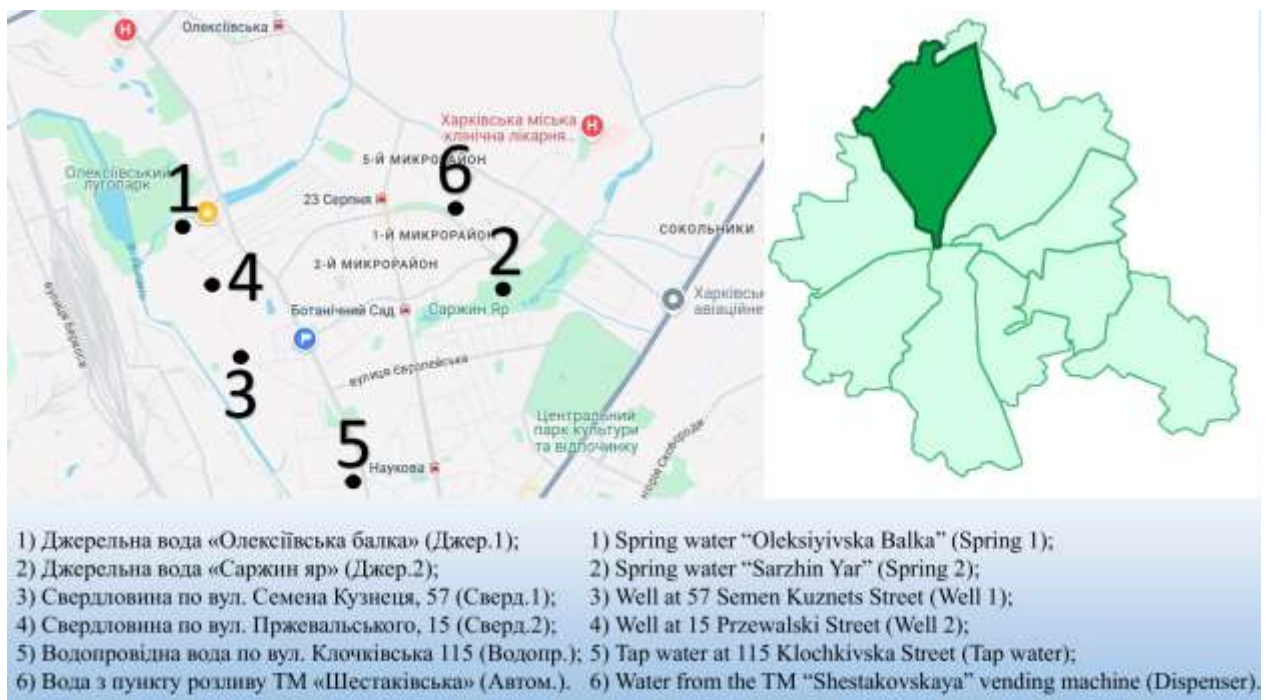 Олексіївська
Харківська міська
клінічна лікарня...
5-Й МИКРОРАЙОН
Олексіївський
лугопарк
1
6
23 Серпня
1-Й МИКРОРАЙОН
СОКОЛЬНИКИ
2
2-Й МИКРОРАЙОН
4
Ботанічний Сад
Саржин Яр
Харківськ
авіаційне
вулиця Європейська
3
Центральний
парк культури
та відпочинку
5
Наукова
1) Джерельна вода «Олексіївська балка» (Джер.1); 1) Spring water “Oleksiyivska Balka” (Spring 1);
2) Джерельна вода «Саржин яр» (Джер.2); 2) Spring water “Sarzhin Yar” (Spring 2);
3) Свердловина по вул. Семена Кузнеця, 57 (Сверд.1); 3) Well at 57 Semen Kuznets Street (Well 1);
4) Свердловина по вул. Пржевальського, 15 (Сверд.2); 4) Well at 15 Przewalski Street (Well 2);
5) Водопровідна вода по вул. Клочківська 115 (Водопр.); 5) Tap water at 115 Klochkivska Street (Tap water);
6) Вода з пункту розливу ТМ «Шестаківська» (Автом.). 6) Water from the TM “Shestakovskaya” vending machine (Dispenser).